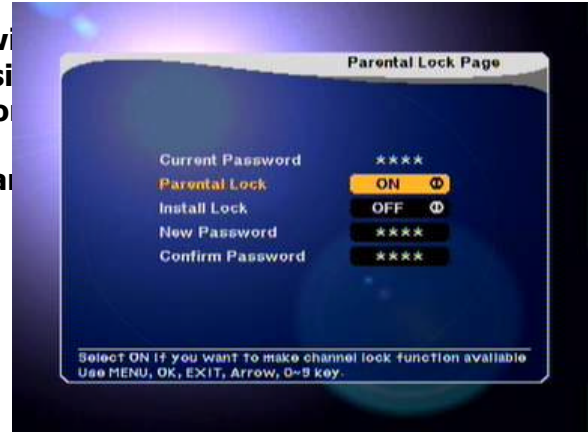 Parental Lock Page
Current Password ****
Parental Lock ON
Install Lock OFF
New Password ****
Confirm Password ****
Select ON If you want to make channel lock function available
Use MENU, OK, EXIT, Arrow, 0~9 key.